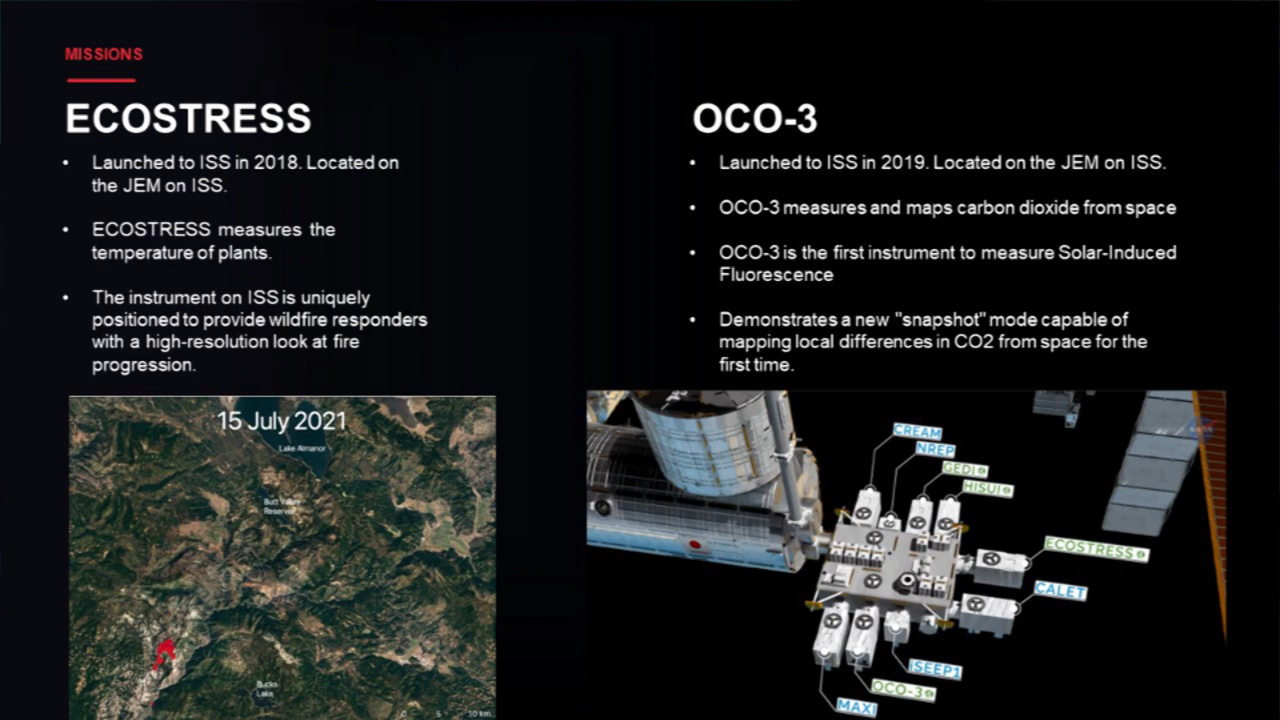 MISSIONS
ECOSTRESS
• Launched to ISS in 2018. Located on
the JEM on ISS.
• ECOSTRESS measures the
temperature of plants.
• The instrument on ISS is uniquely
positioned to provide wildfire responders
with a high-resolution look at fire
progression.
OCO-3
• Launched to ISS in 2019. Located on the JEM on ISS.
• OCO-3 measures and maps carbon dioxide from space
• OCO-3 is the first instrument to measure Solar-Induced
Fluorescence
• Demonstrates a new "snapshot" mode capable of
mapping local differences in CO2 from space for the
first time.
15 July 2021
Lake Almanor
Butt Valley
Reservoir
Bucks
Lake
0 5 10 km
CREAM
NREP
GEDI
HISUI
ECOSTRESS
CALET
iSEEP1
OCO-3
MAXI